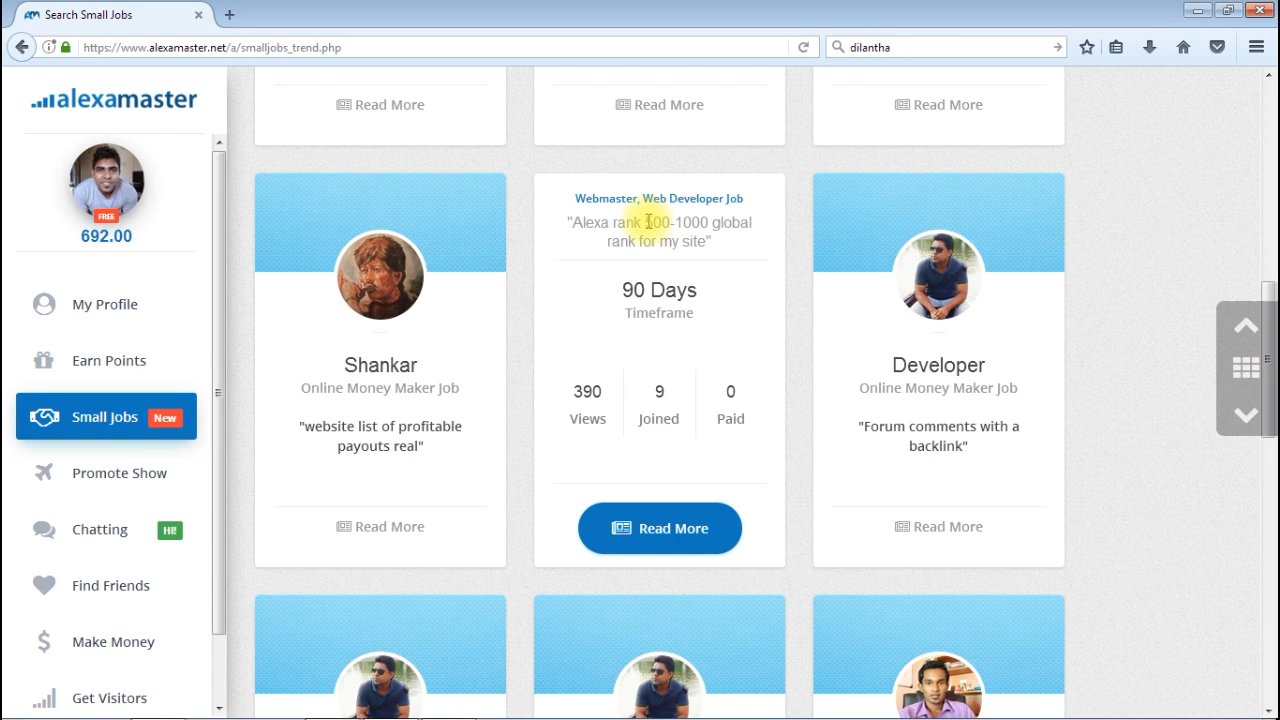 Search Small Jobs
https://www.alexamaster.net/a/smalljobs_trend.php
dilantha
alexamaster
FREE
692.00
My Profile
Earn Points
Small Jobs New
Promote Show
Chatting HI!
Find Friends
Make Money
Get Visitors
Read More
Read More
Read More
Shankar
Online Money Maker Job
"website list of profitable
payouts real"
Read More
Webmaster, Web Developer Job
"Alexa rank 00-1000 global
rank for my site"
90 Days
Timeframe
390
Views
9
Joined
0
Paid
Read More
Developer
Online Money Maker Job
"Forum comments with a
backlink"
Read More